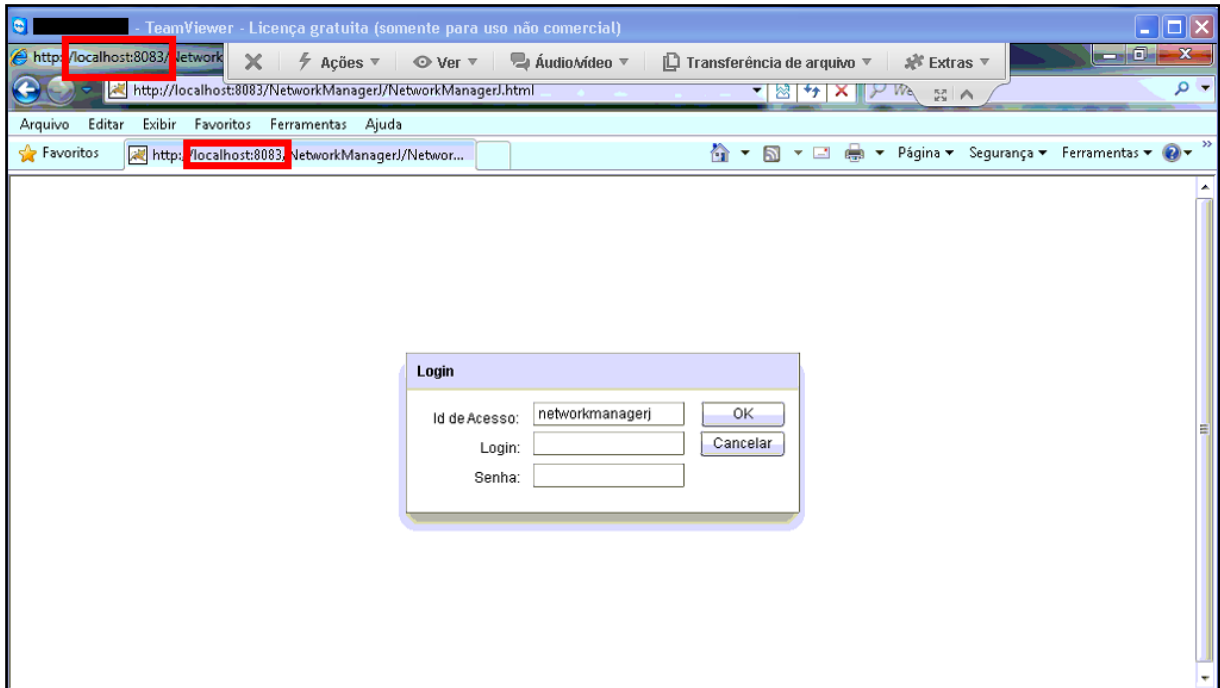 - TeamViewer - Licença gratuita (somente para uso não comercial)
http:/localhost:8083/Network
Ações Ver Áudio/vídeo Transferência de arquivo Extras
http://localhost:8083/NetworkManagerJ/NetworkManagerJ.html
Arquivo Editar Exibir Favoritos Ferramentas Ajuda
Favoritos http:/localhost:8083/NetworkManagerJ/Networ... Página Segurança Ferramentas
Login
Id de Acesso: networkmanagerj OK
Login: Cancelar
Senha: